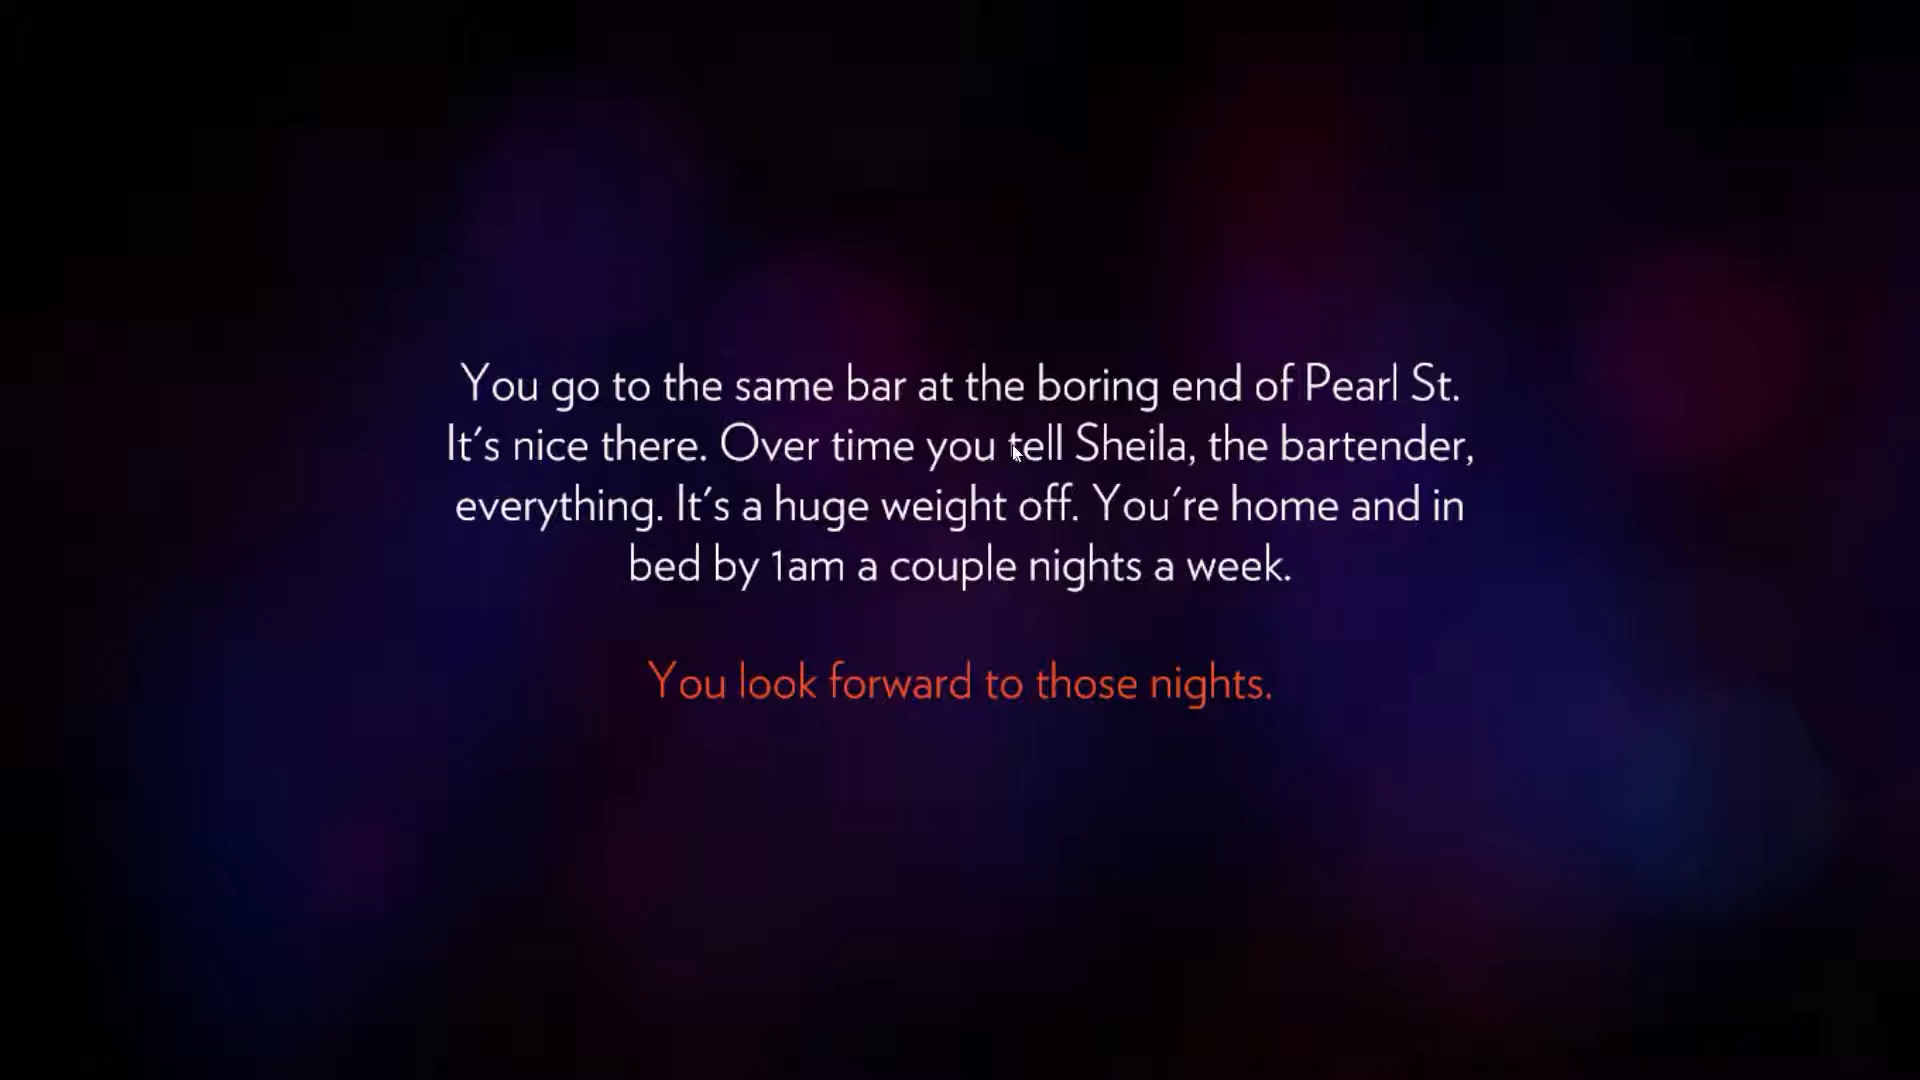 You go to the same bar at the boring end of Pearl St.
It's nice there. Over time you tell Sheila, the bartender,
everything. It's a huge weight off. You're home and in
bed by 1am a couple nights a week.
You look forward to those nights.